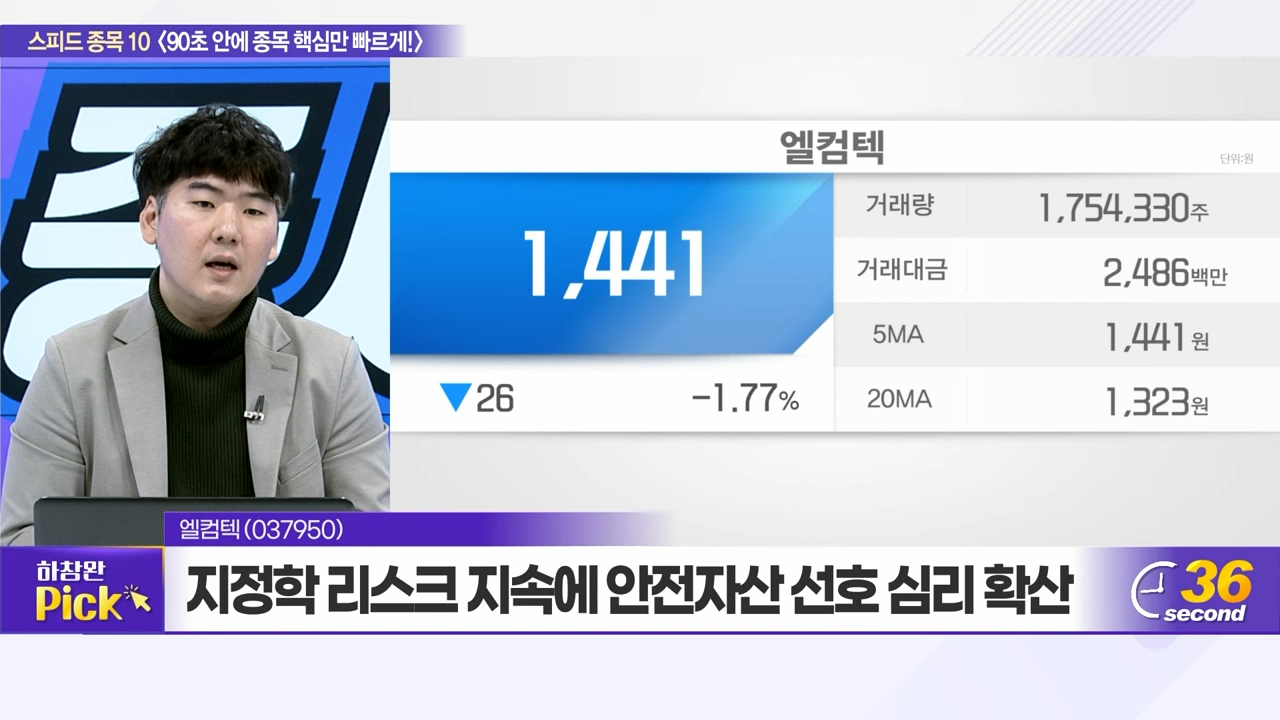 스피드 종목 10 〈90초 안에 종목 핵심만 빠르게!〉
엘컴텍
단위:원
1,441
▼26 -1.77%
거래량 1,754,330주
거래대금 2,486백만
5MA 1,441원
20MA 1,323원
엘컴텍(037950)
하창완
Pick
지정학 리스크 지속에 안전자산 선호 심리 확산
36
second